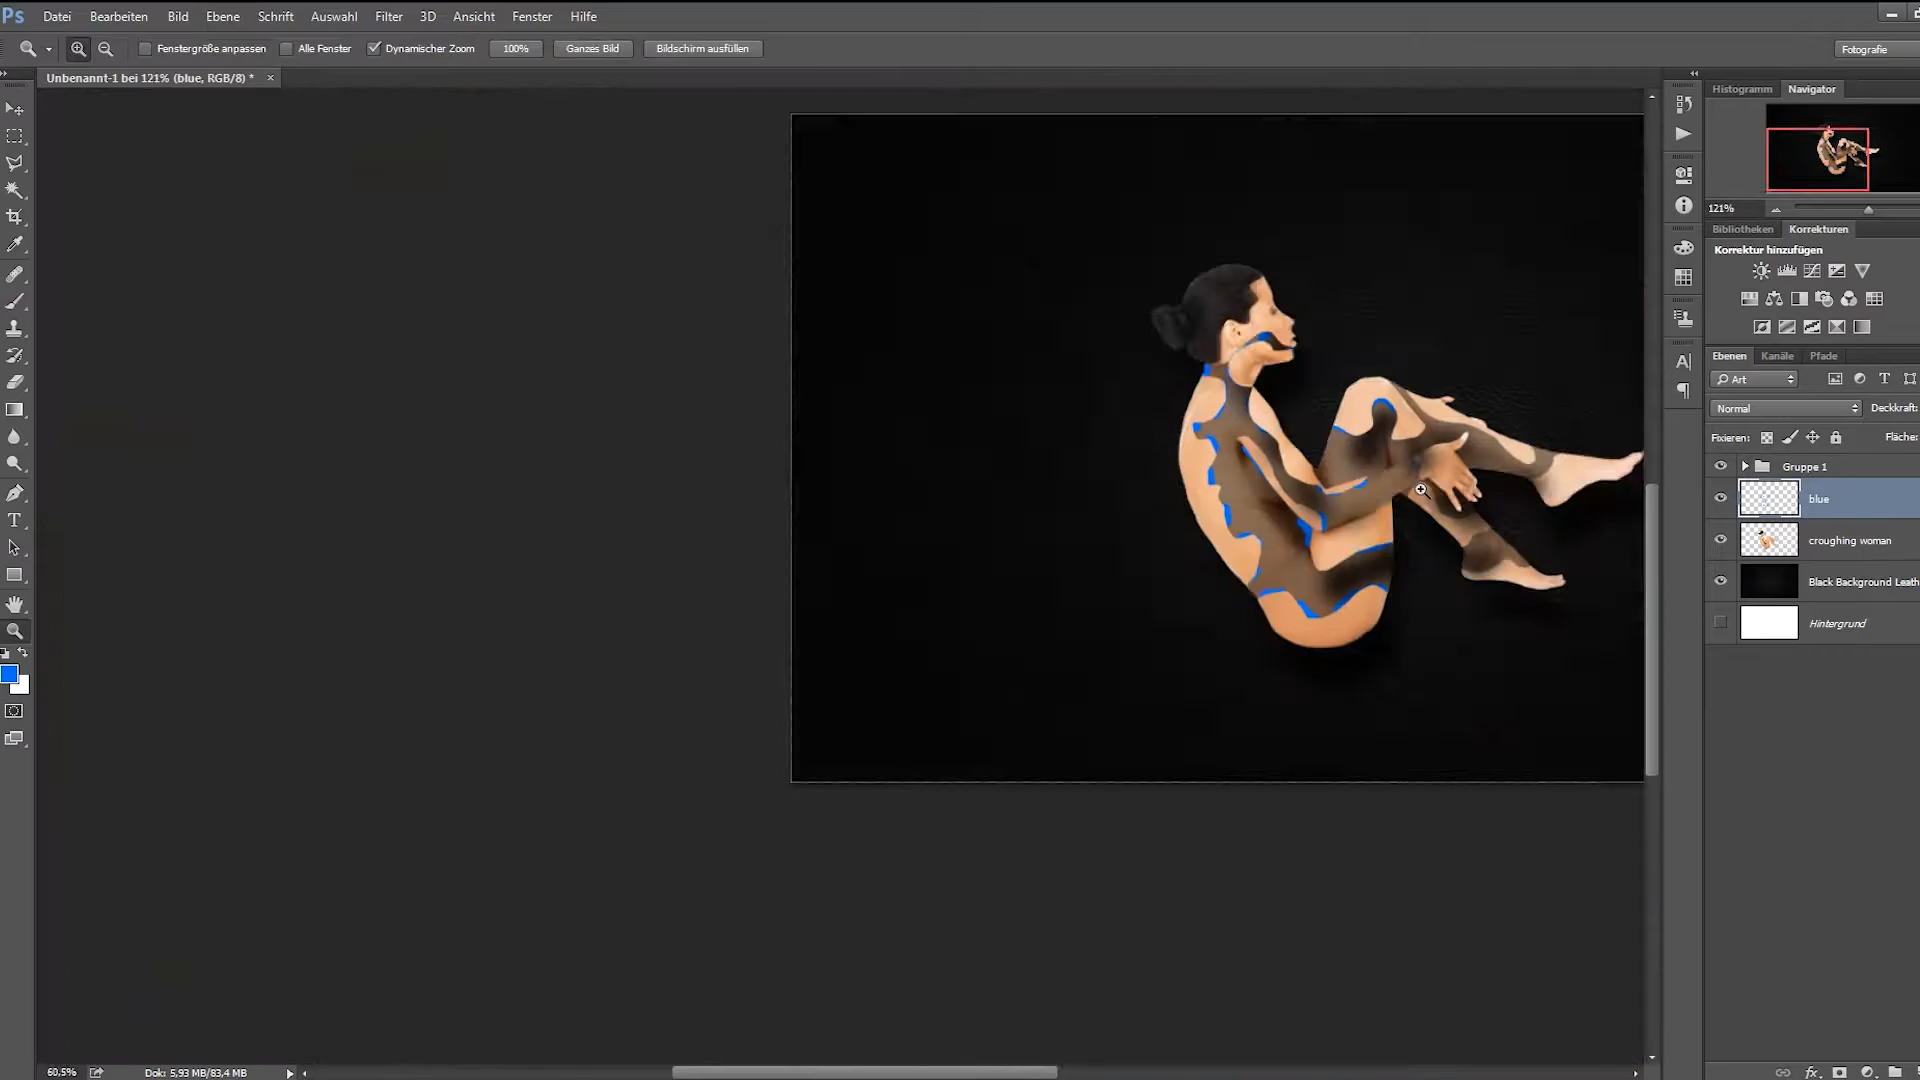 Ps Datei Bearbeiten Bild Ebene Schrift Auswahl Filter 3D Ansicht Fenster Hilfe
Fenstergröße anpassen Alle Fenster Dynamischer Zoom 100% Ganzes Bild Bildschirm ausfüllen Fotografie
Unbenannt-1 bei 121% (blue, RGB/8) *
Histogramm Navigator
121%
Bibliotheken Korrekturen
Korrektur hinzufügen
Ebenen Kanäle Pfade
Art
Normal Deckkraft:
Fixieren: Fläche:
Gruppe 1
blue
croughing woman
Black Background Leath
Hintergrund
60,5% Dok: 5,93 MB/83,4 MB